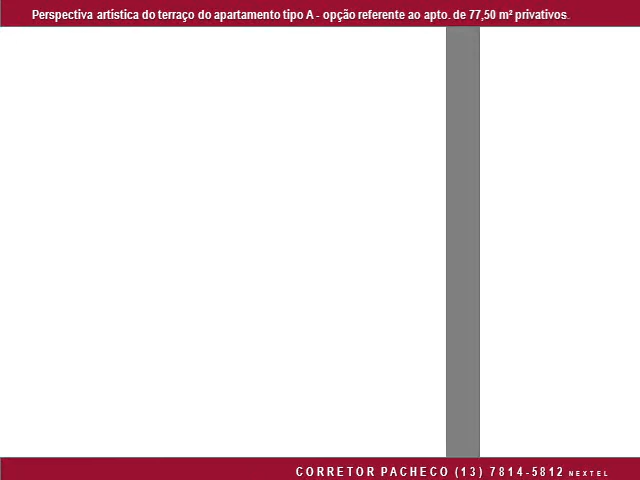 Perspectiva artística do terraço do apartamento tipo A - opção referente ao apto. de 77,50 m² privativos.
CORRETOR PACHECO (13) 7814-5812 NEXTEL